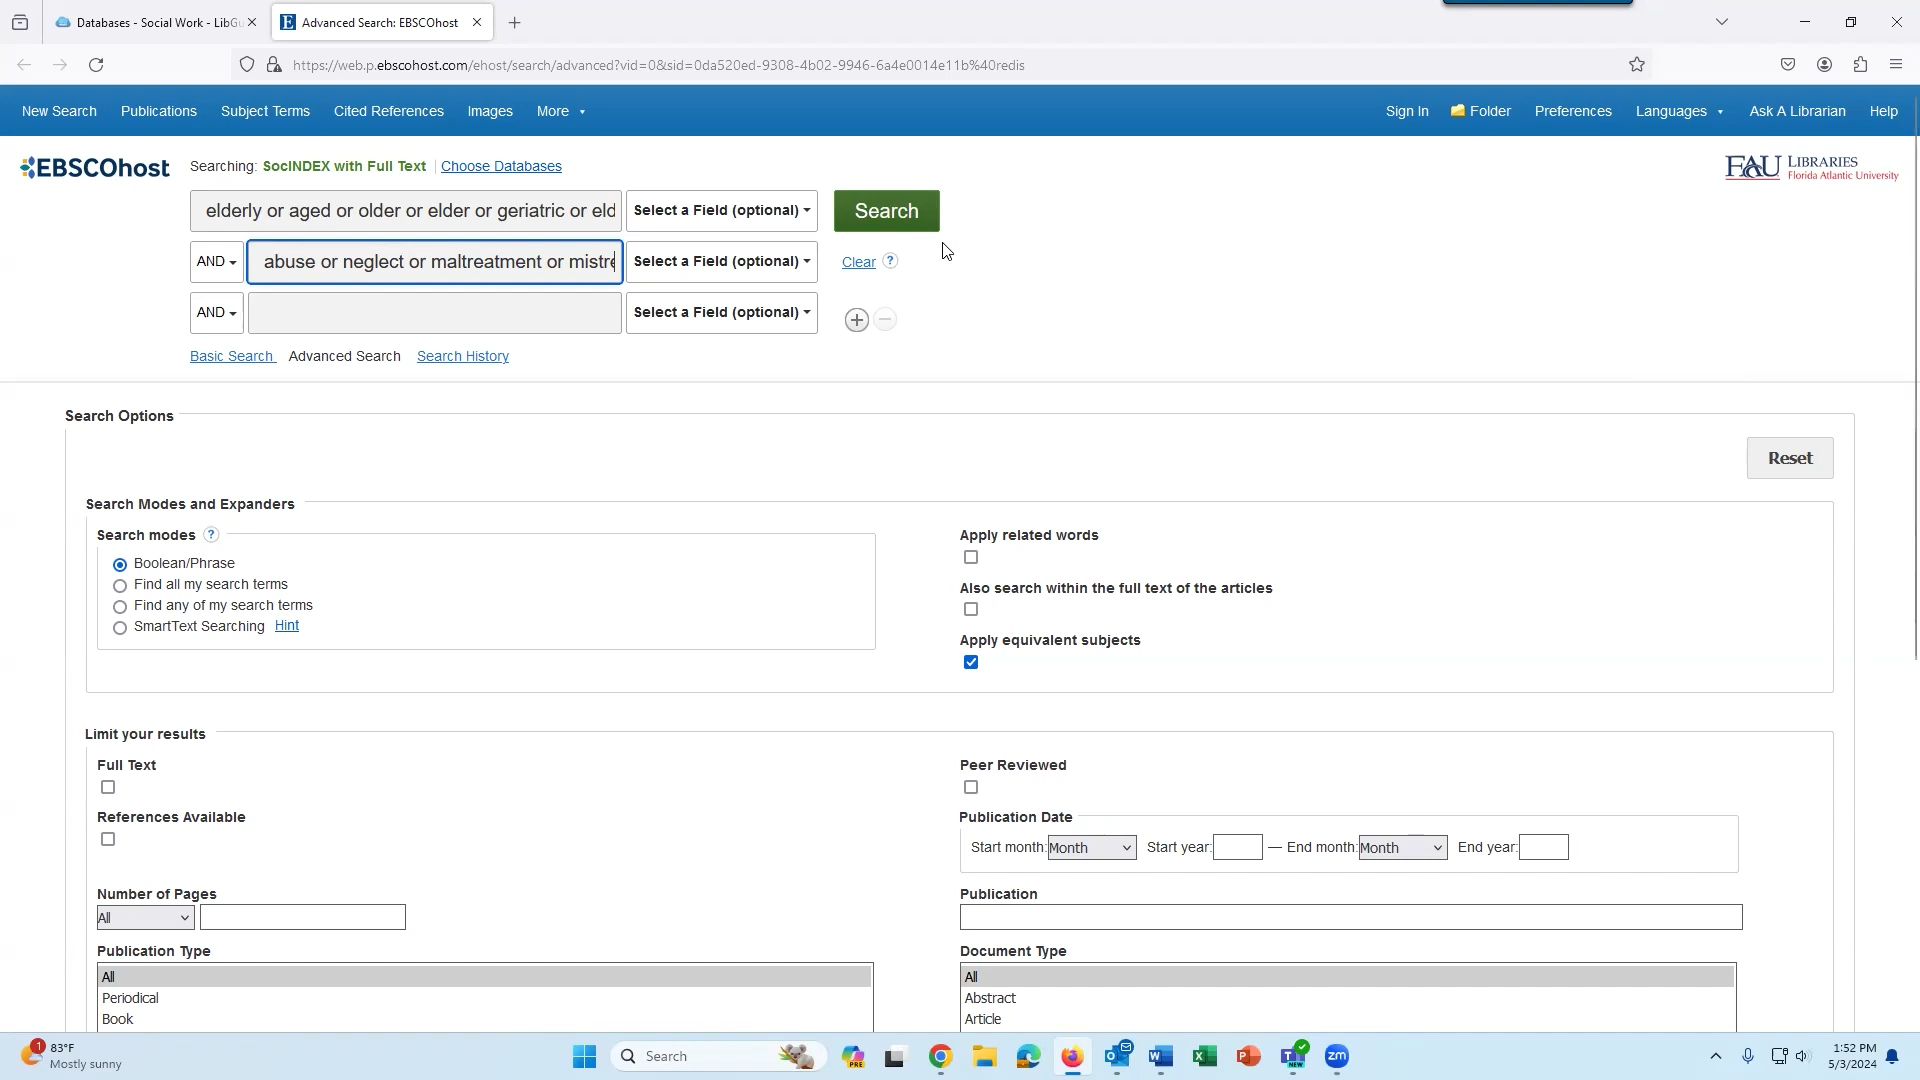 Databases - Social Work - LibGu
Advanced Search: EBSCOhost
https://web.p.ebscohost.com/ehost/search/advanced?vid=0&sid=0da520ed-9308-4b02-9946-6a4e0014e11b%40redis
New Search Publications Subject Terms Cited References Images More Sign In Folder Preferences Languages Ask A Librarian Help
EBSCOhost Searching: SocINDEX with Full Text Choose Databases
FAU LIBRARIES
Florida Atlantic University
elderly or aged or older or elder or geriatric or eld Select a Field (optional) Search
AND abuse or neglect or maltreatment or mistre Select a Field (optional) Clear ?
AND Select a Field (optional)
Basic Search Advanced Search Search History
Search Options
Reset
Search Modes and Expanders
Search modes ?
Boolean/Phrase
Find all my search terms
Find any of my search terms
SmartText Searching Hint
Apply related words
Also search within the full text of the articles
Apply equivalent subjects
Limit your results
Full Text
References Available
Number of Pages
All
Publication Type
All
Periodical
Book
Peer Reviewed
Publication Date
Start month: Month Start year: — End month: Month End year:
Publication
Document Type
All
Abstract
Article
1
83°F
Mostly sunny
Search
PRE
NEW
zm
1:52 PM
5/3/2024